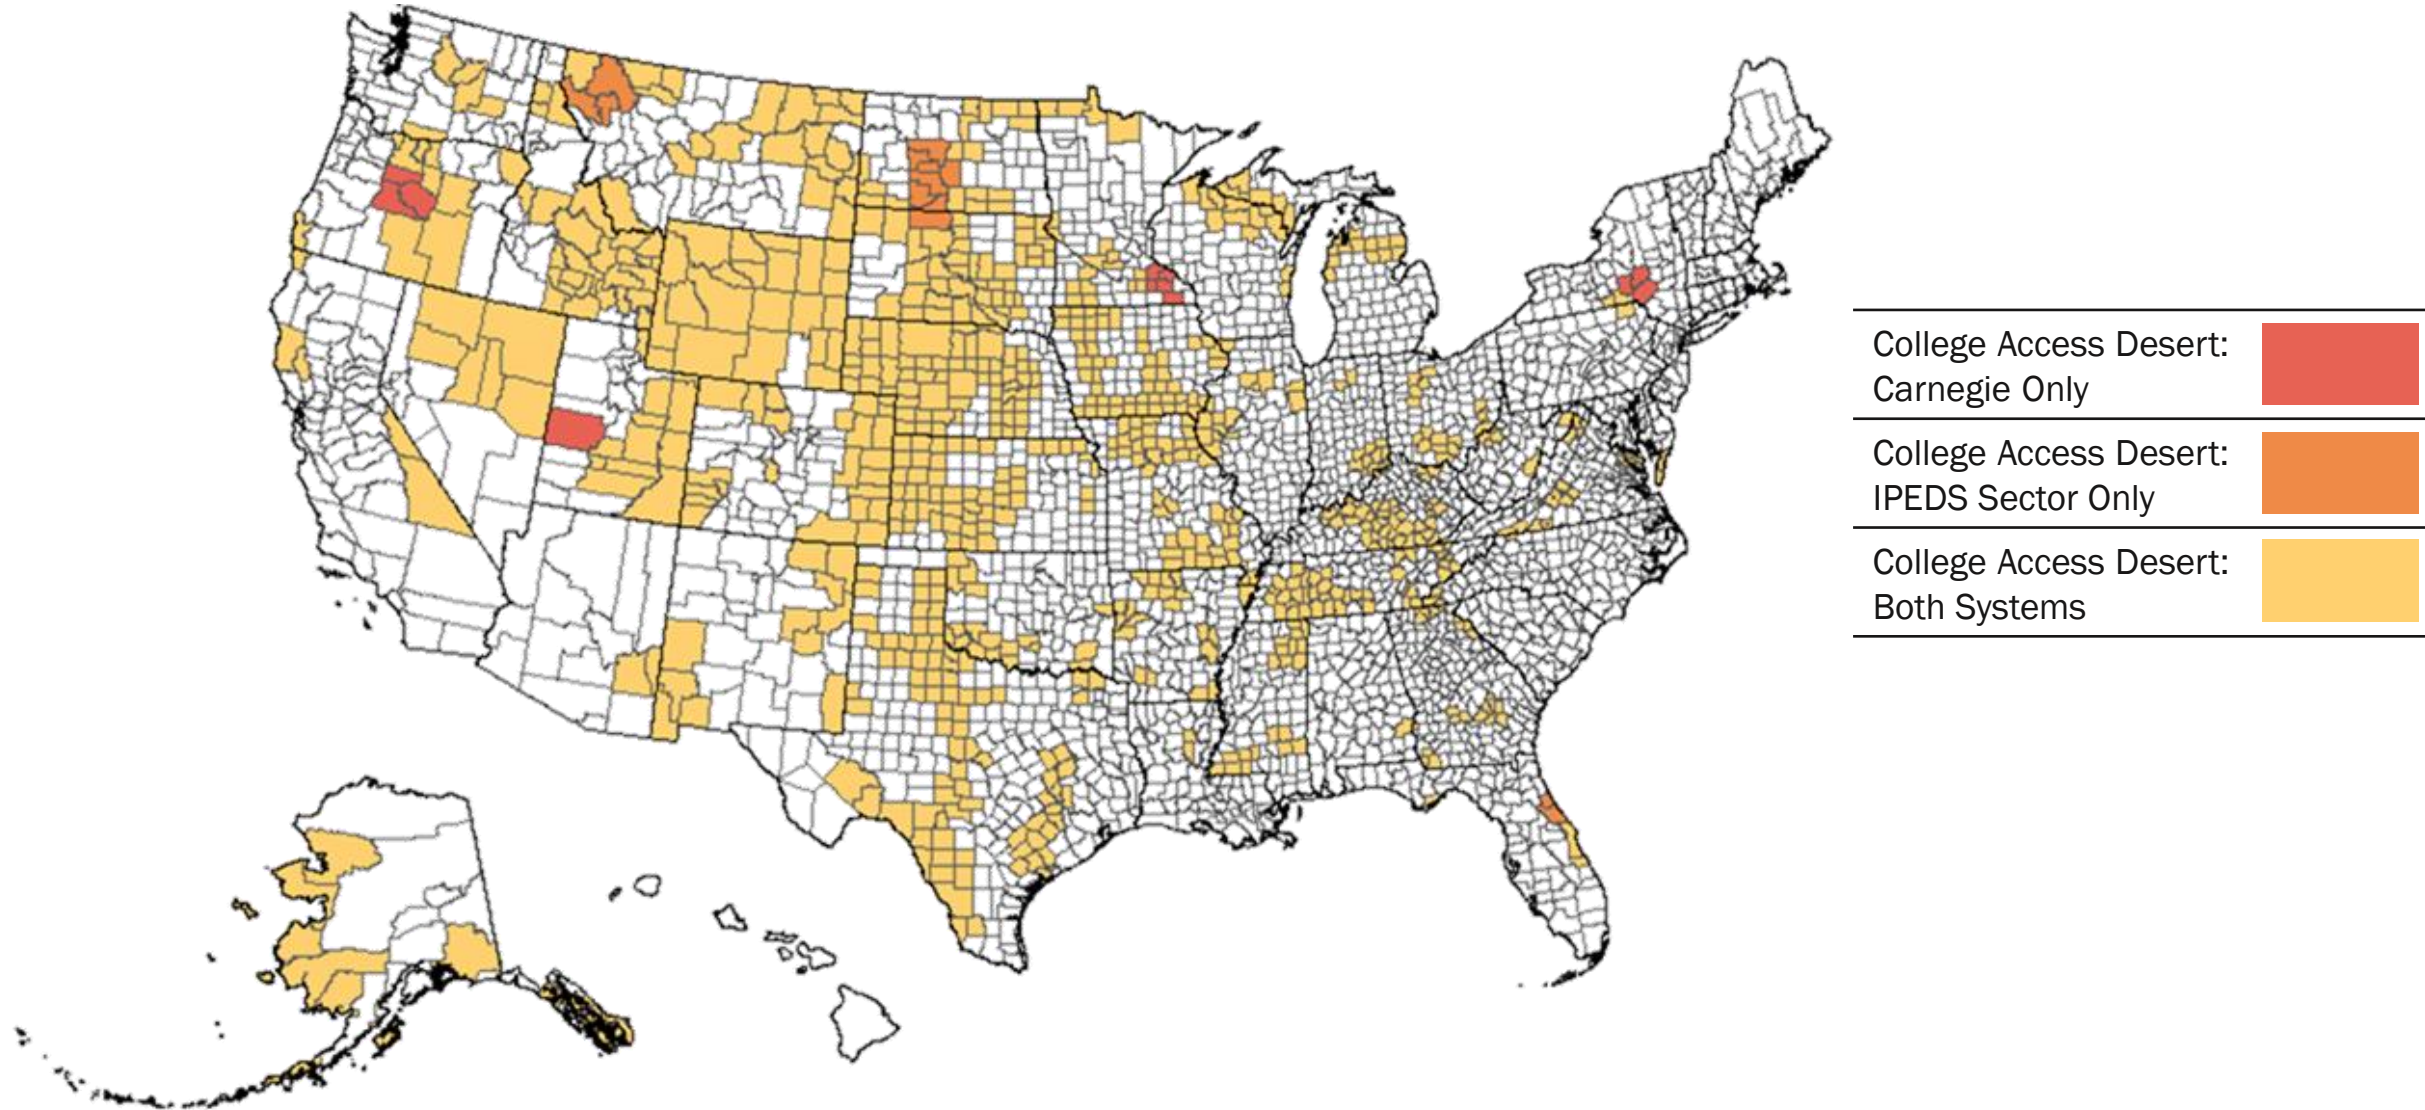 College Access Desert:
Carnegie Only
College Access Desert:
IPEDS Sector Only
College Access Desert:
Both Systems